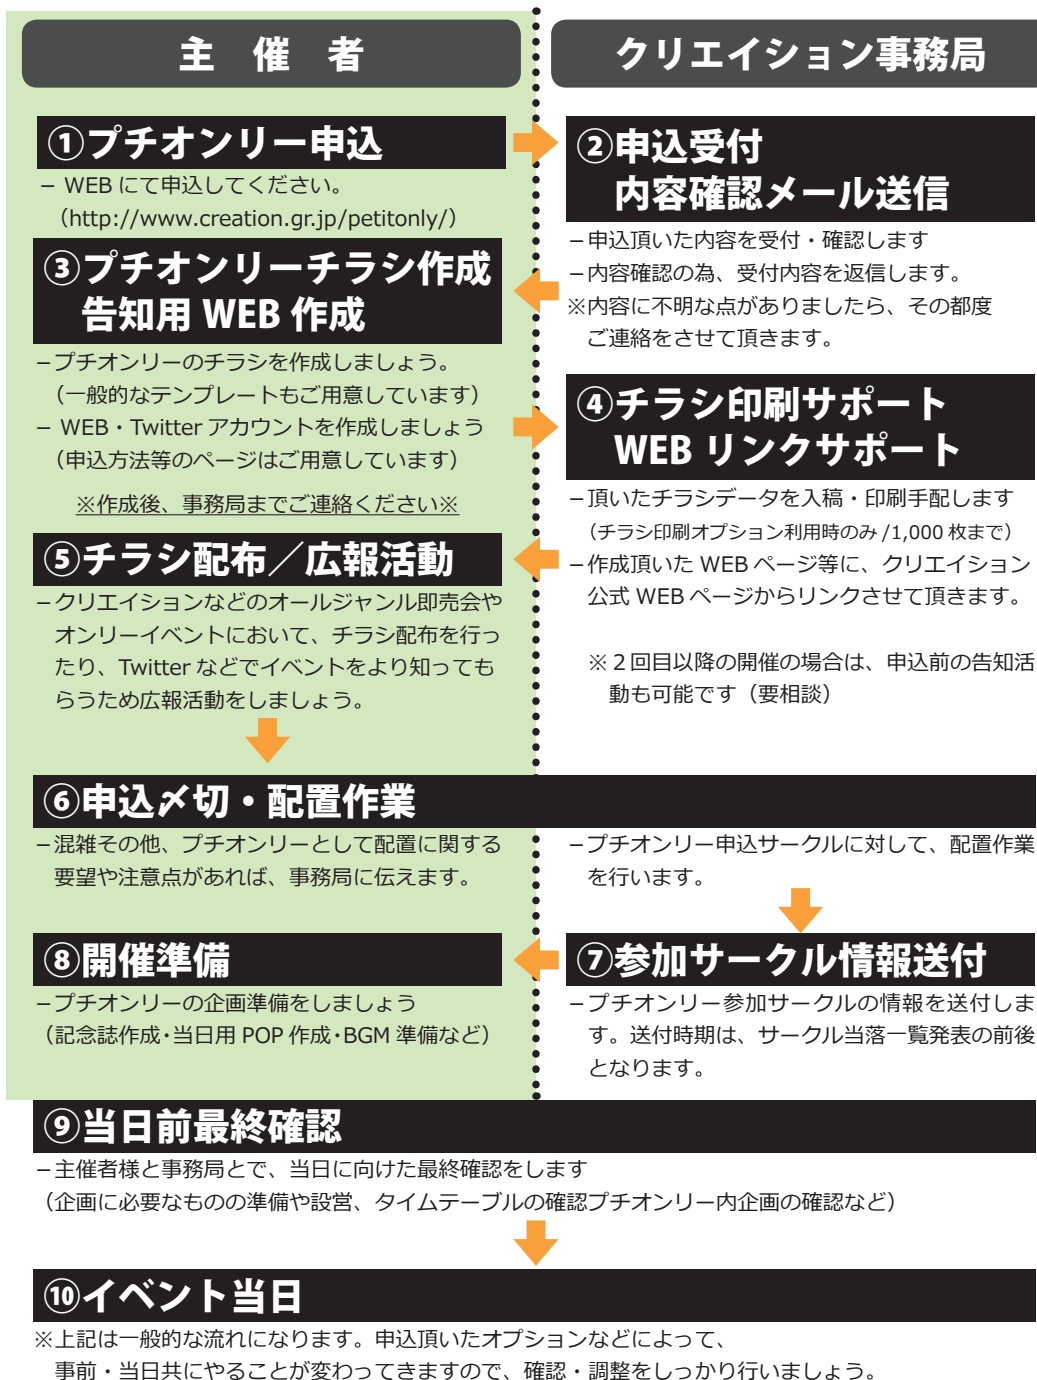 主　催　者
クリエイション事務局
①プチオンリー申込
− WEB にて申込してください。
（http://www.creation.gr.jp/petitonly/）
②申込受付
内容確認メール送信
−申込頂いた内容を受付・確認します
−内容確認の為、受付内容を返信します。
※内容に不明な点がありましたら、その都度
ご連絡をさせて頂きます。
③プチオンリーチラシ作成
告知用 WEB 作成
−プチオンリーのチラシを作成しましょう。
（一般的なテンプレートもご用意しています）
− WEB・Twitter アカウントを作成しましょう
（申込方法等のページはご用意しています）
※作成後、事務局までご連絡ください※
④チラシ印刷サポート
WEB リンクサポート
−頂いたチラシデータを入稿・印刷手配します
（チラシ印刷オプション利用時のみ /1,000 枚まで）
−作成頂いた WEB ページ等に、クリエイション
公式 WEB ページからリンクさせて頂きます。
※２回目以降の開催の場合は、申込前の告知活
動も可能です（要相談）
⑤チラシ配布／広報活動
−クリエイションなどのオールジャンル即売会や
オンリーイベントにおいて、チラシ配布を行っ
たり、Twitter などでイベントをより知っても
らうため広報活動をしましょう。
⑥申込〆切・配置作業
−混雑その他、プチオンリーとして配置に関する
要望や注意点があれば、事務局に伝えます。
−プチオンリー申込サークルに対して、配置作業
を行います。
⑦参加サークル情報送付
−プチオンリー参加サークルの情報を送付しま
す。送付時期は、サークル当落一覧発表の前後
となります。
⑧開催準備
−プチオンリーの企画準備をしましょう
（記念誌作成・当日用 POP 作成・BGM 準備など）
⑨当日前最終確認
−主催者様と事務局とで、当日に向けた最終確認をします
（企画に必要なものの準備や設営、タイムテーブルの確認プチオンリー内企画の確認など）
⑩イベント当日
※上記は一般的な流れになります。申込頂いたオプションなどによって、
事前・当日共にやることが変わってきますので、確認・調整をしっかり行いましょう。